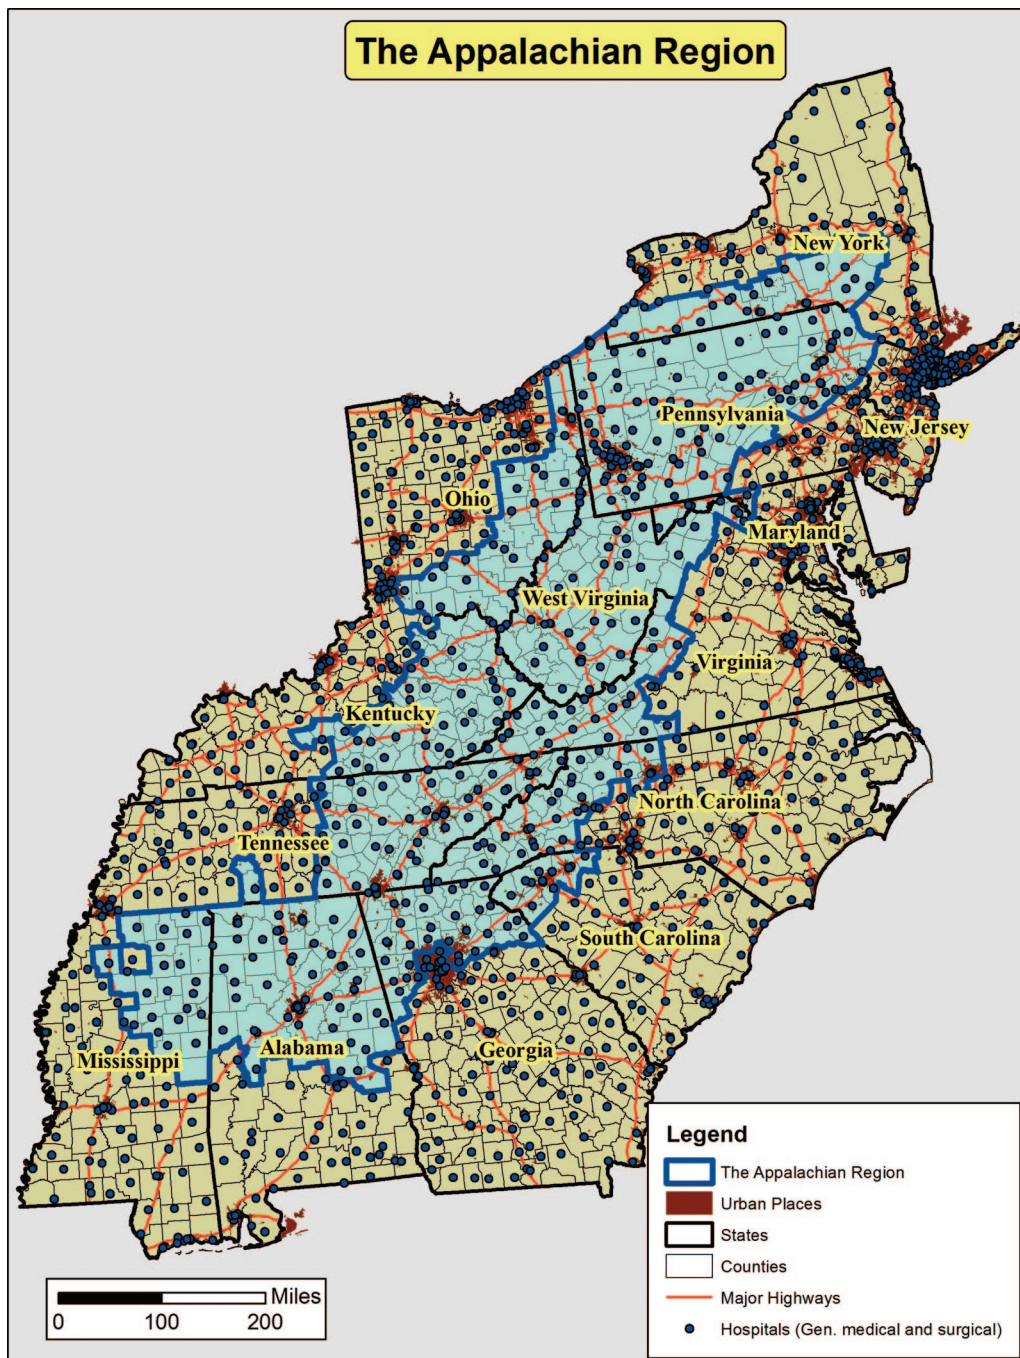 The Appalachian Region
New York
Pennsylvania
New Jersey
Ohio
Maryland
West Virginia
Virginia
Kentucky
North Carolina
Tennessee
South Carolina
Mississippi
Alabama
Georgia
Legend
The Appalachian Region
Urban Places
States
Counties
Major Highways
Hospitals (Gen. medical and surgical)
Miles
0 100 200